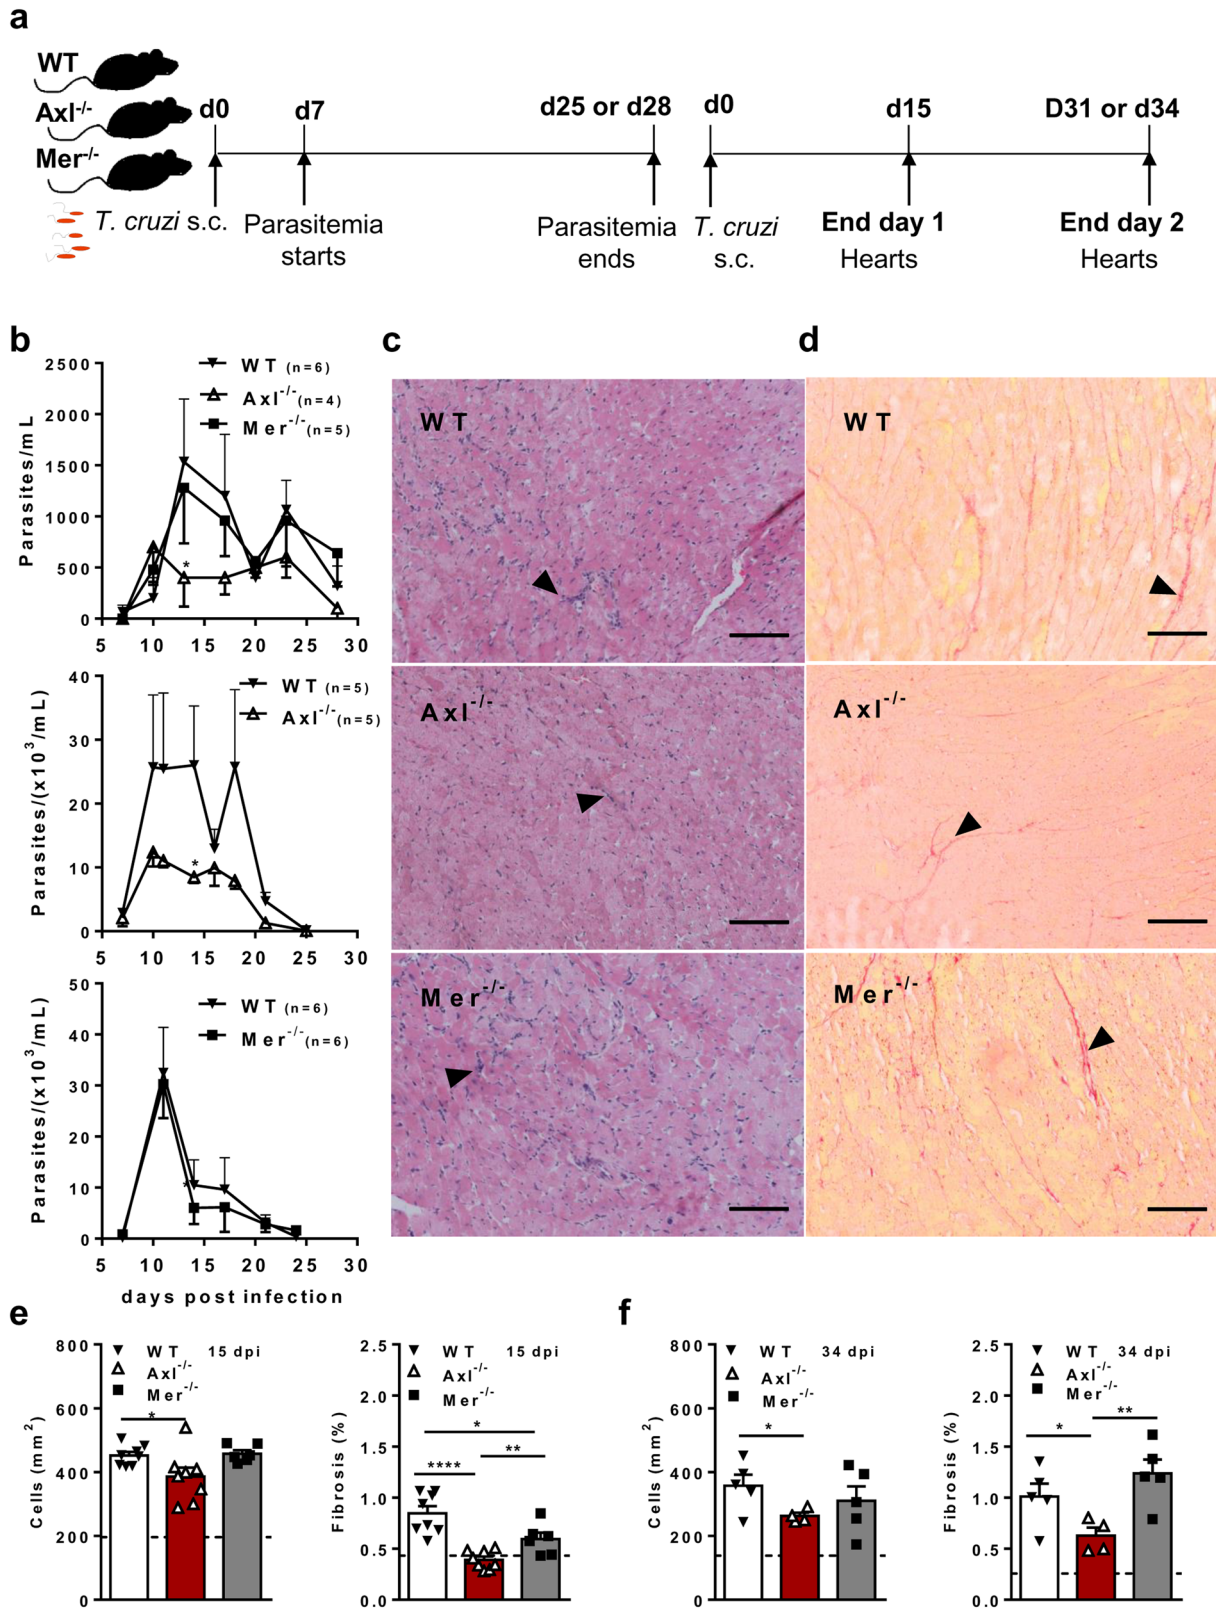 a
WT
Axl-/-
Mer-/-
d0
d7
d25 or d28
d0
d15
D31 or d34
T. cruzi s.c.
Parasitemia
starts
Parasitemia
ends
T. cruzi
s.c.
End day 1
Hearts
End day 2
Hearts
b
WT (n=6)
Axl-/- (n=4)
Mer-/- (n=5)
Parasites/mL
2500
2000
1500
1000
500
0
5 10 15 20 25 30
WT (n=5)
Axl-/- (n=5)
Parasites/(x10³/mL)
40
30
20
10
0
*
5 10 15 20 25 30
WT (n=6)
Mer-/- (n=6)
Parasites/(x10³/mL)
50
40
30
20
10
0
*
5 10 15 20 25 30
days post infection
c
WT
Axl-/-
Mer-/-
d
WT
Axl-/-
Mer-/-
e
WT 15 dpi
Axl-/-
Mer-/-
Cells (mm²)
800
600
400
200
0
*
WT 15 dpi
Axl-/-
Mer-/-
Fibrosis (%)
2.5
2.0
1.5
1.0
0.5
0.0
*
**
****
f
WT 34 dpi
Axl-/-
Mer-/-
Cells (mm²)
800
600
400
200
0
*
WT 34 dpi
Axl-/-
Mer-/-
Fibrosis (%)
2.5
2.0
1.5
1.0
0.5
0.0
*
**